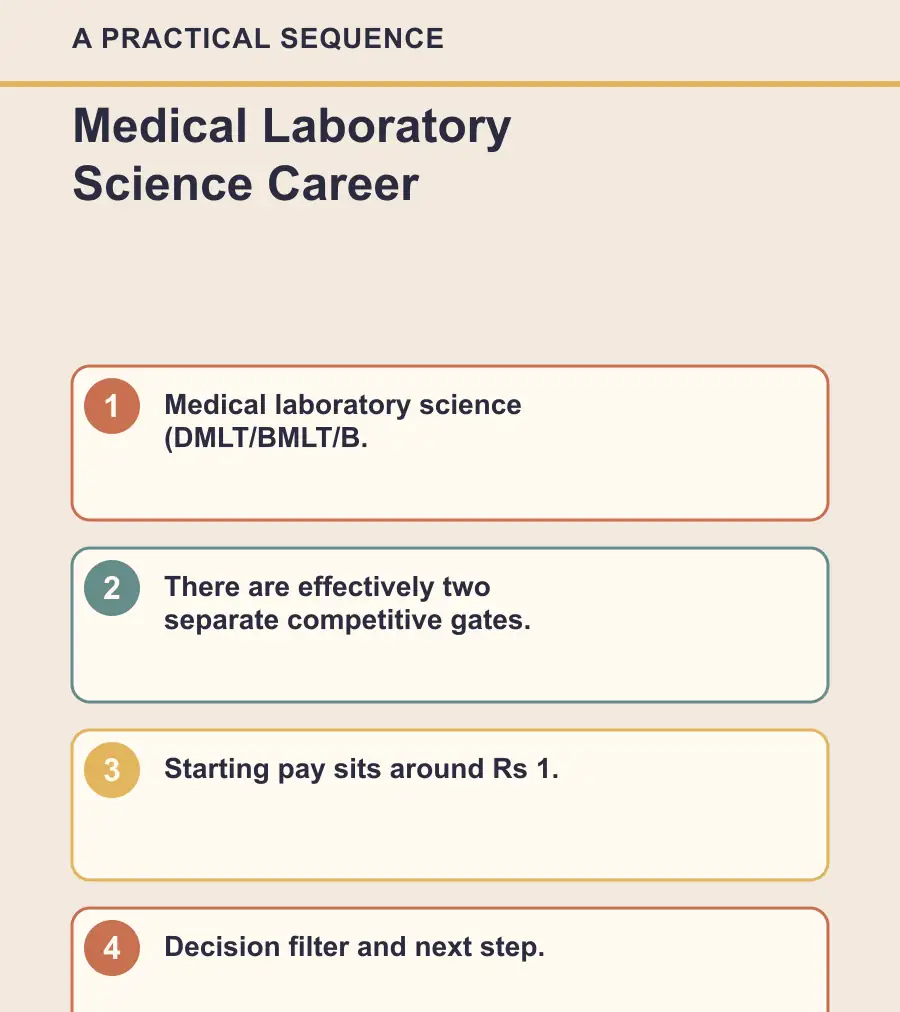 A PRACTICAL SEQUENCE
Medical Laboratory
Science Career
1
Medical laboratory science
(DMLT/BMLT/B.
2
There are effectively two
separate competitive gates.
3
Starting pay sits around Rs 1.
4
Decision filter and next step.